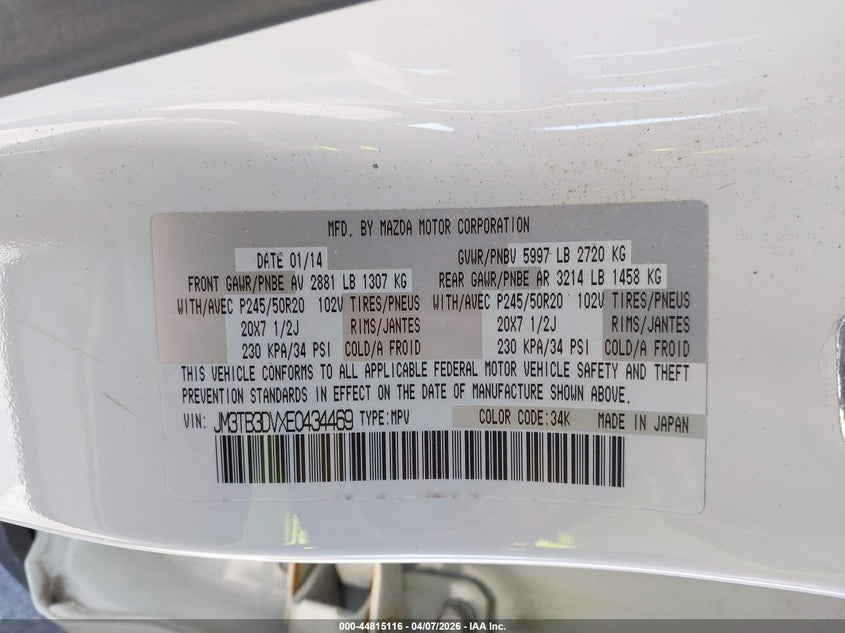 MFD. BY MAZDA MOTOR CORPORATION
DATE 01/14 GVWR/PNBV 5997 LB 2720 KG
FRONT GAWR/PNBE AV 2881 LB 1307 KG REAR GAWR/PNBE AR 3214 LB 1458 KG
WITH/AVEC P245/50R20 102V TIRES/PNEUS WITH/AVEC P245/50R20 102V TIRES/PNEUS
20X7 1/2J RIMS/JANTES 20X7 1/2J RIMS/JANTES
230 KPA/34 PSI COLD/A FROID 230 KPA/34 PSI COLD/A FROID
THIS VEHICLE CONFORMS TO ALL APPLICABLE FEDERAL MOTOR VEHICLE SAFETY AND THEFT
PREVENTION STANDARDS IN EFFECT ON THE DATE OF MANUFACTURE SHOWN ABOVE.
VIN: JM3TB3DVXE0434469 TYPE:MPV COLOR CODE:34K MADE IN JAPAN
000-44815116 - 04/07/2026 - IAA Inc.